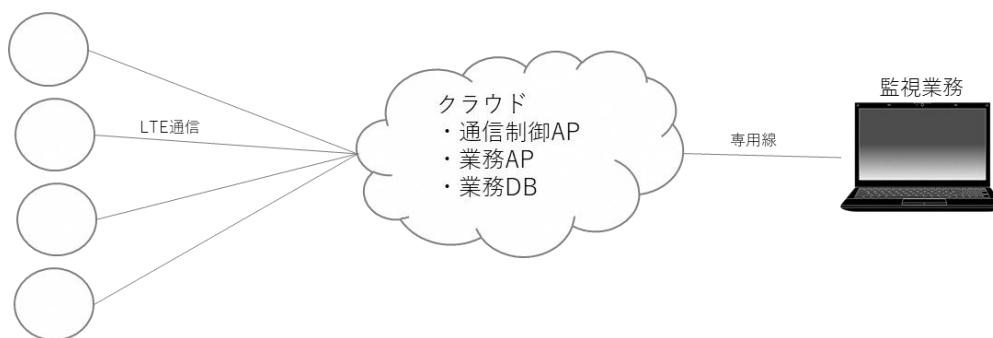 LTE通信
クラウド
・通信制御AP
・業務AP
・業務DB
専用線
監視業務